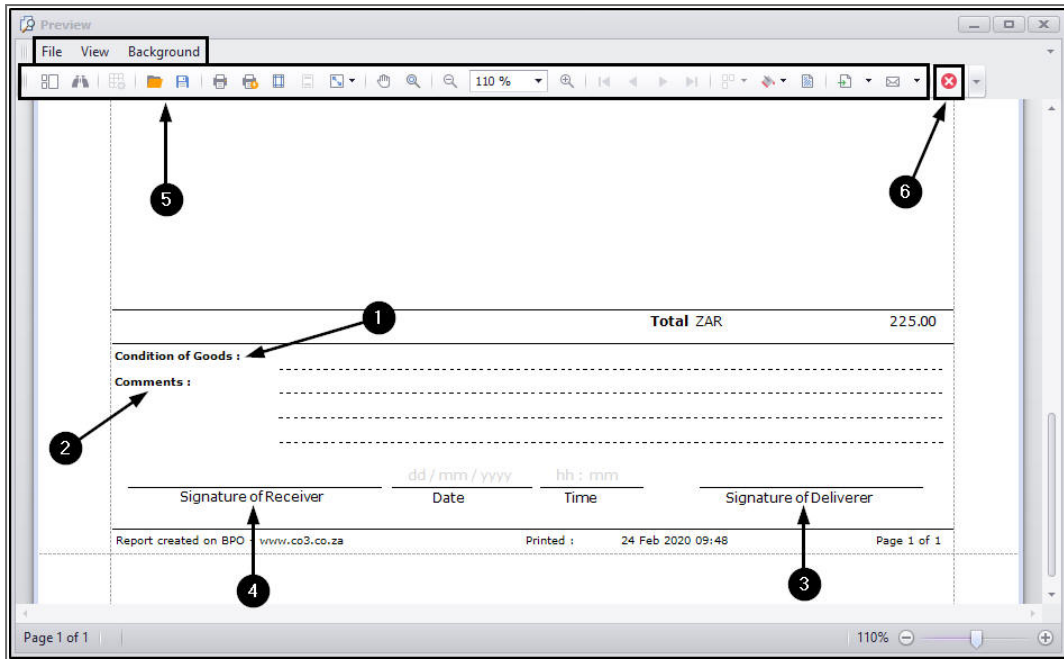 Preview
File View Background
110 %
5
6
1
Total ZAR 225.00
Condition of Goods :
Comments :
2
dd / mm / yyyy hh : mm
Signature of Receiver Date Time Signature of Deliverer
Report created on BPO - www.co3.co.za Printed : 24 Feb 2020 09:48 Page 1 of 1
3
4
Page 1 of 1 110%